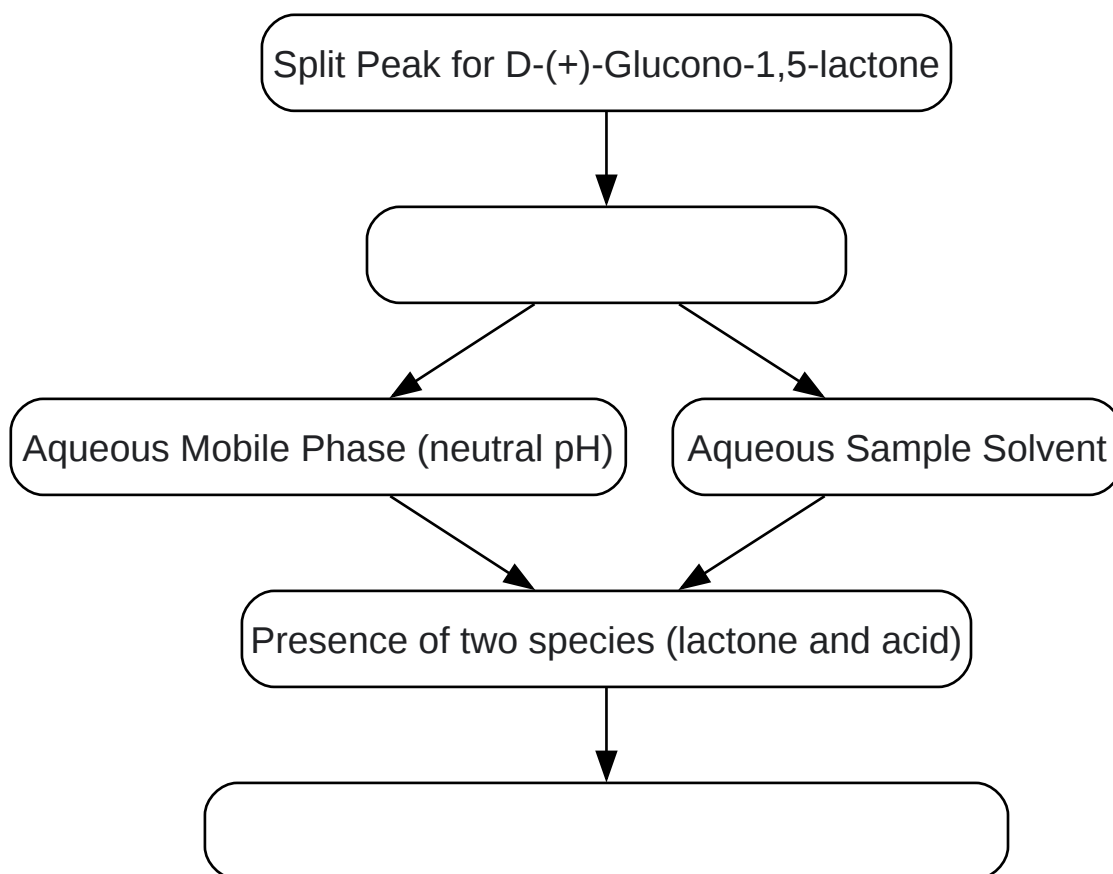 Split Peak for D-(+)-Glucono-1,5-lactone
Aqueous Mobile Phase (neutral pH)
Aqueous Sample Solvent
Presence of two species (lactone and acid)